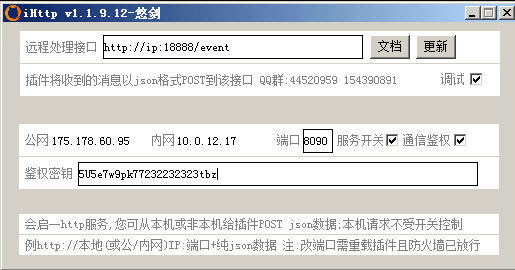 iHttp v1.1.9.12-悠剑
远程处理接口 http://ip:18888/event 文档 更新
插件将收到的消息以json格式POST到该接口 QQ群:44520959 154390891 调试
公网 175.178.60.95 内网 10.0.12.17 端口 8090 服务开关 通信鉴权
鉴权密钥 5U5e7w9pk77232232323tbz
会启一http服务,您可从本机或非本机给插件POST json数据;本机请求不受开关控制
例http://本地(或公/内网)IP:端口+纯json数据 注:改端口需重载插件且防火墙已放行